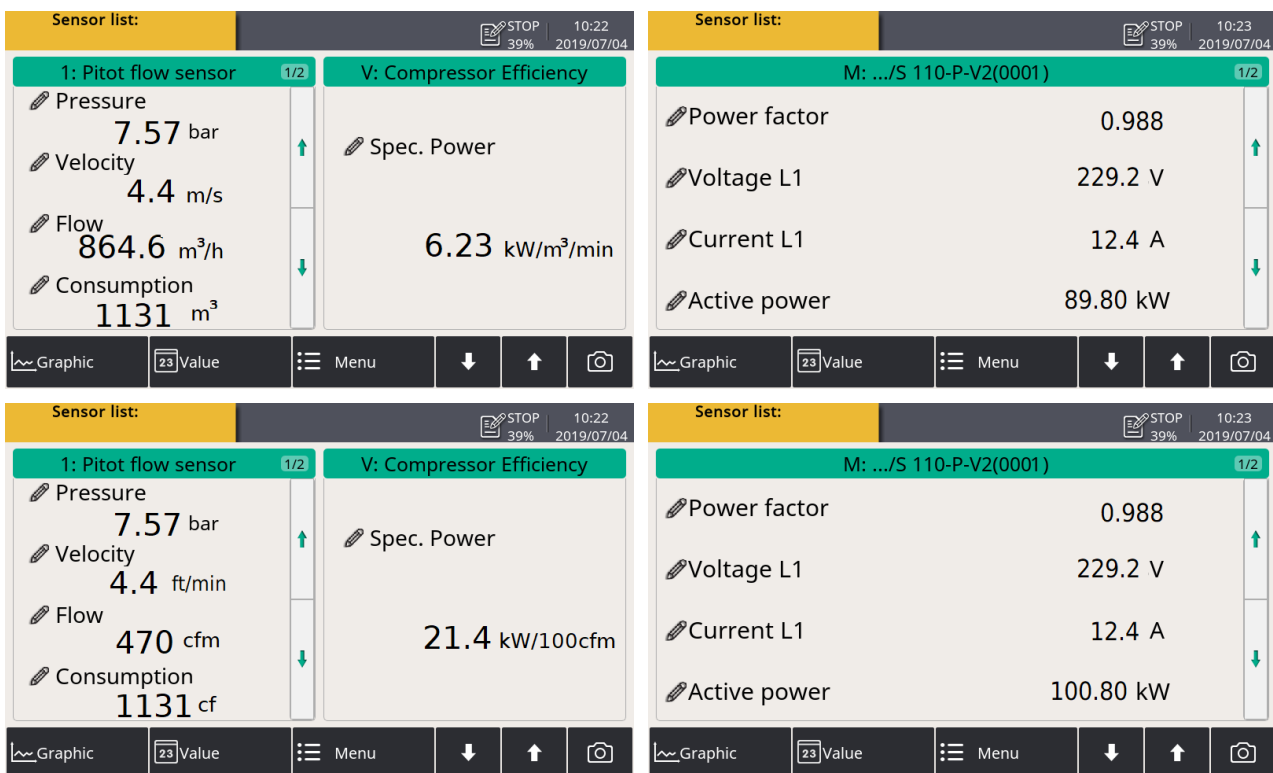 Sensor list:
STOP
39%
10:22
2019/07/04
1: Pitot flow sensor 1/2
Pressure
7.57 bar
Velocity
4.4 m/s
Flow
864.6 m³/h
Consumption
1131 m³
V: Compressor Efficiency
Spec. Power
6.23 kW/m³/min
Graphic
23 Value
Menu
Sensor list:
STOP
39%
10:23
2019/07/04
M: .../S 110-P-V2(0001) 1/2
Power factor 0.988
Voltage L1 229.2 V
Current L1 12.4 A
Active power 89.80 kW
Graphic
23 Value
Menu
Sensor list:
STOP
39%
10:22
2019/07/04
1: Pitot flow sensor 1/2
Pressure
7.57 bar
Velocity
4.4 ft/min
Flow
470 cfm
Consumption
1131 cf
V: Compressor Efficiency
Spec. Power
21.4 kW/100cfm
Graphic
23 Value
Menu
Sensor list:
STOP
39%
10:23
2019/07/04
M: .../S 110-P-V2(0001) 1/2
Power factor 0.988
Voltage L1 229.2 V
Current L1 12.4 A
Active power 100.80 kW
Graphic
23 Value
Menu